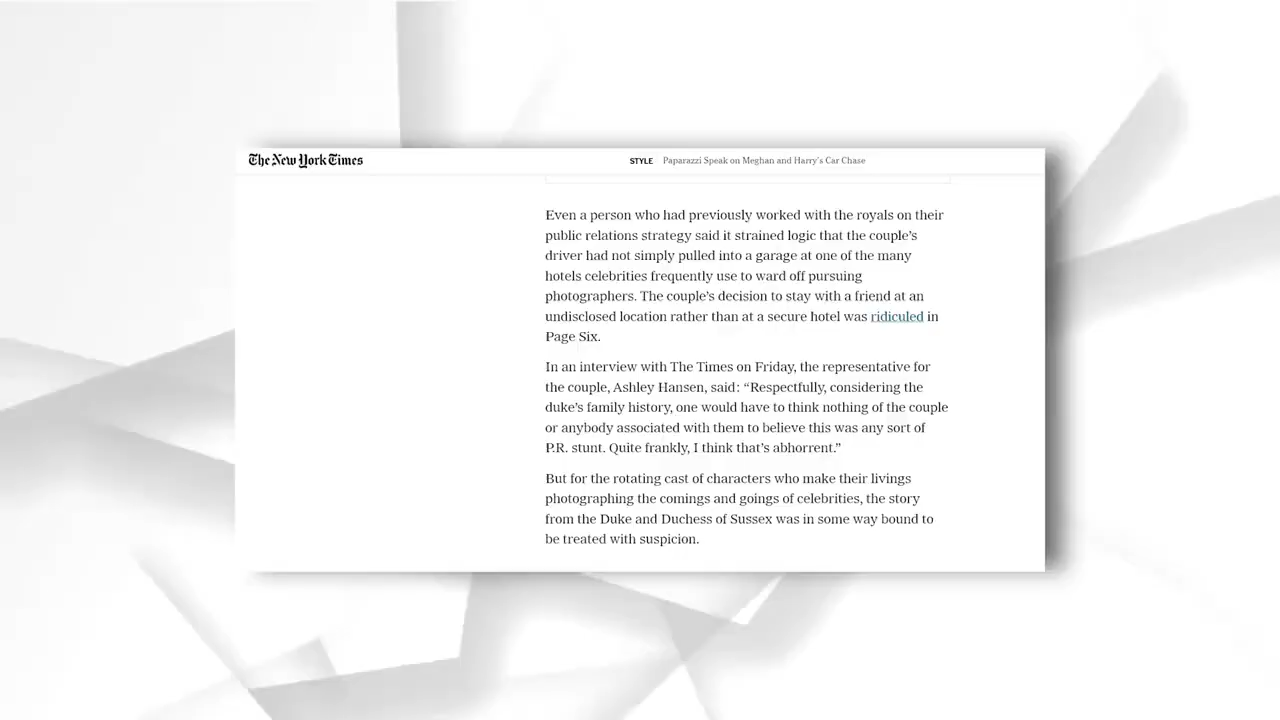 The New York Times
STYLE Paparazzi Speak on Meghan and Harry's Car Chase
Even a person who had previously worked with the royals on their
public relations strategy said it strained logic that the couple's
driver had not simply pulled into a garage at one of the many
hotels celebrities frequently use to ward off pursuing
photographers. The couple's decision to stay with a friend at an
undisclosed location rather than at a secure hotel was ridiculed in
Page Six.
In an interview with The Times on Friday, the representative for
the couple, Ashley Hansen, said: “Respectfully, considering the
duke's family history, one would have to think nothing of the couple
or anybody associated with them to believe this was any sort of
P.R. stunt. Quite frankly, I think that's abhorrent.”
But for the rotating cast of characters who make their livings
photographing the comings and goings of celebrities, the story
from the Duke and Duchess of Sussex was in some way bound to
be treated with suspicion.